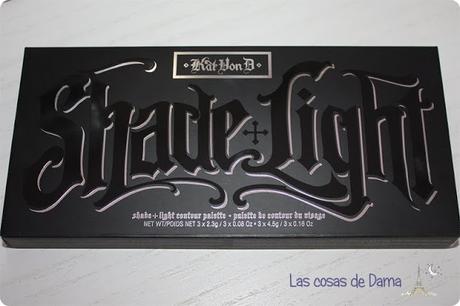 Kat Von D
Shade + Light
shade + light contour palette - palette de contour du visage
NET WT/POIDS NET 3 x 2.3g / 3 x 0.08 Oz • 3 x 4.5g / 3 x 0.16 Oz
Las cosas de Dama